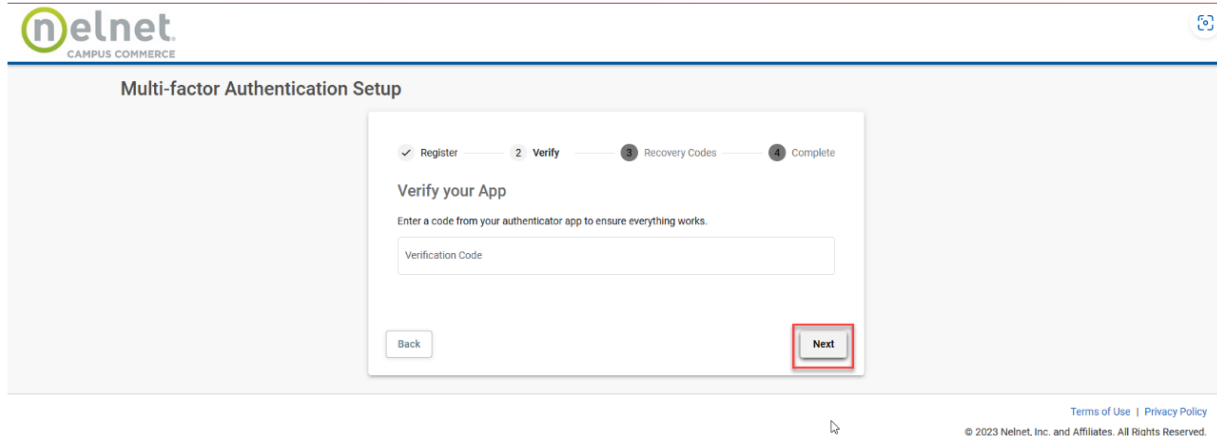 nelnet.
CAMPUS COMMERCE
Multi-factor Authentication Setup
Register 2 Verify 3 Recovery Codes 4 Complete
Verify your App
Enter a code from your authenticator app to ensure everything works.
Verification Code
Back Next
Terms of Use | Privacy Policy
© 2023 Nelnet, Inc. and Affiliates. All Rights Reserved.